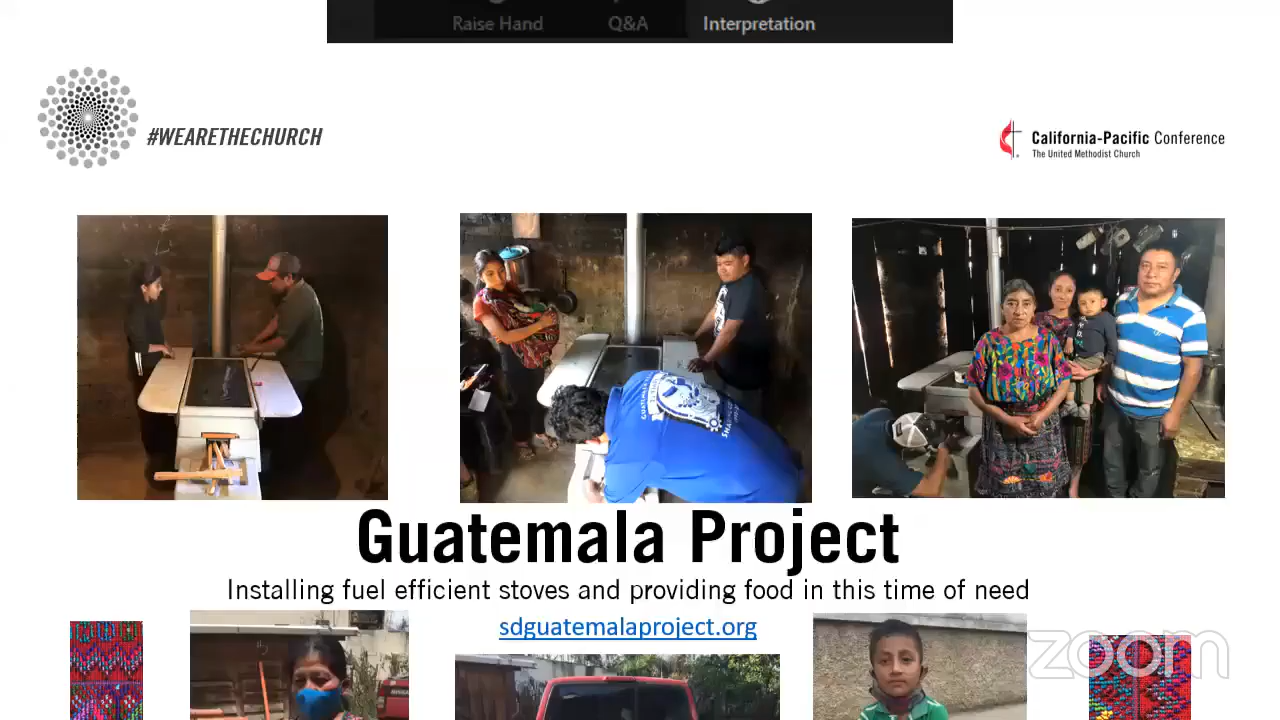 Raise Hand
Q&A
Interpretation
#WEARETHECHURCH
California-Pacific Conference
The United Methodist Church
Guatemala Project
Installing fuel efficient stoves and providing food in this time of need
sdguatemalaproject.org
zoom